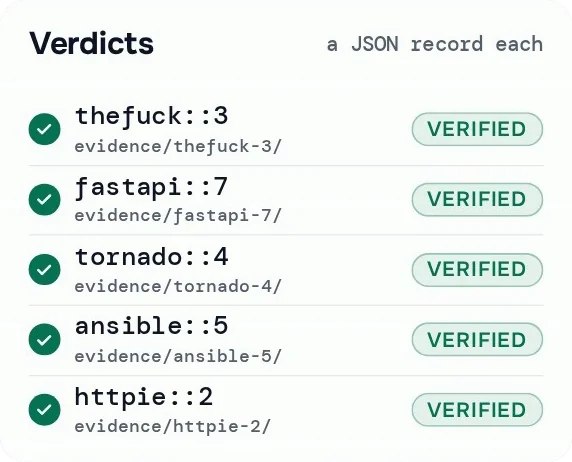 Verdicts a JSON record each
thefuck::3 VERIFIED
evidence/thefuck-3/
fastapi::7 VERIFIED
evidence/fastapi-7/
tornado::4 VERIFIED
evidence/tornado-4/
ansible::5 VERIFIED
evidence/ansible-5/
httpie::2 VERIFIED
evidence/httpie-2/